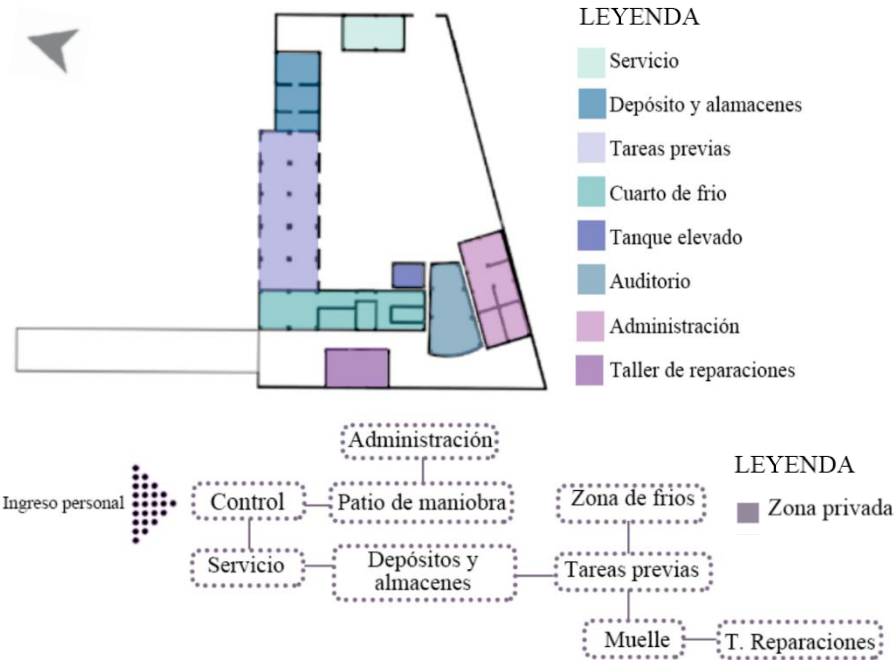 LEYENDA
Servicio
Depósito y alamacenes
Tareas previas
Cuarto de frio
Tanque elevado
Auditorio
Administración
Taller de reparaciones
Administración
LEYENDA
Ingreso personal
Control
Patio de maniobra
Zona de frios
Zona privada
Servicio
Depósitos y
almacenes
Tareas previas
Muelle
T. Reparaciones